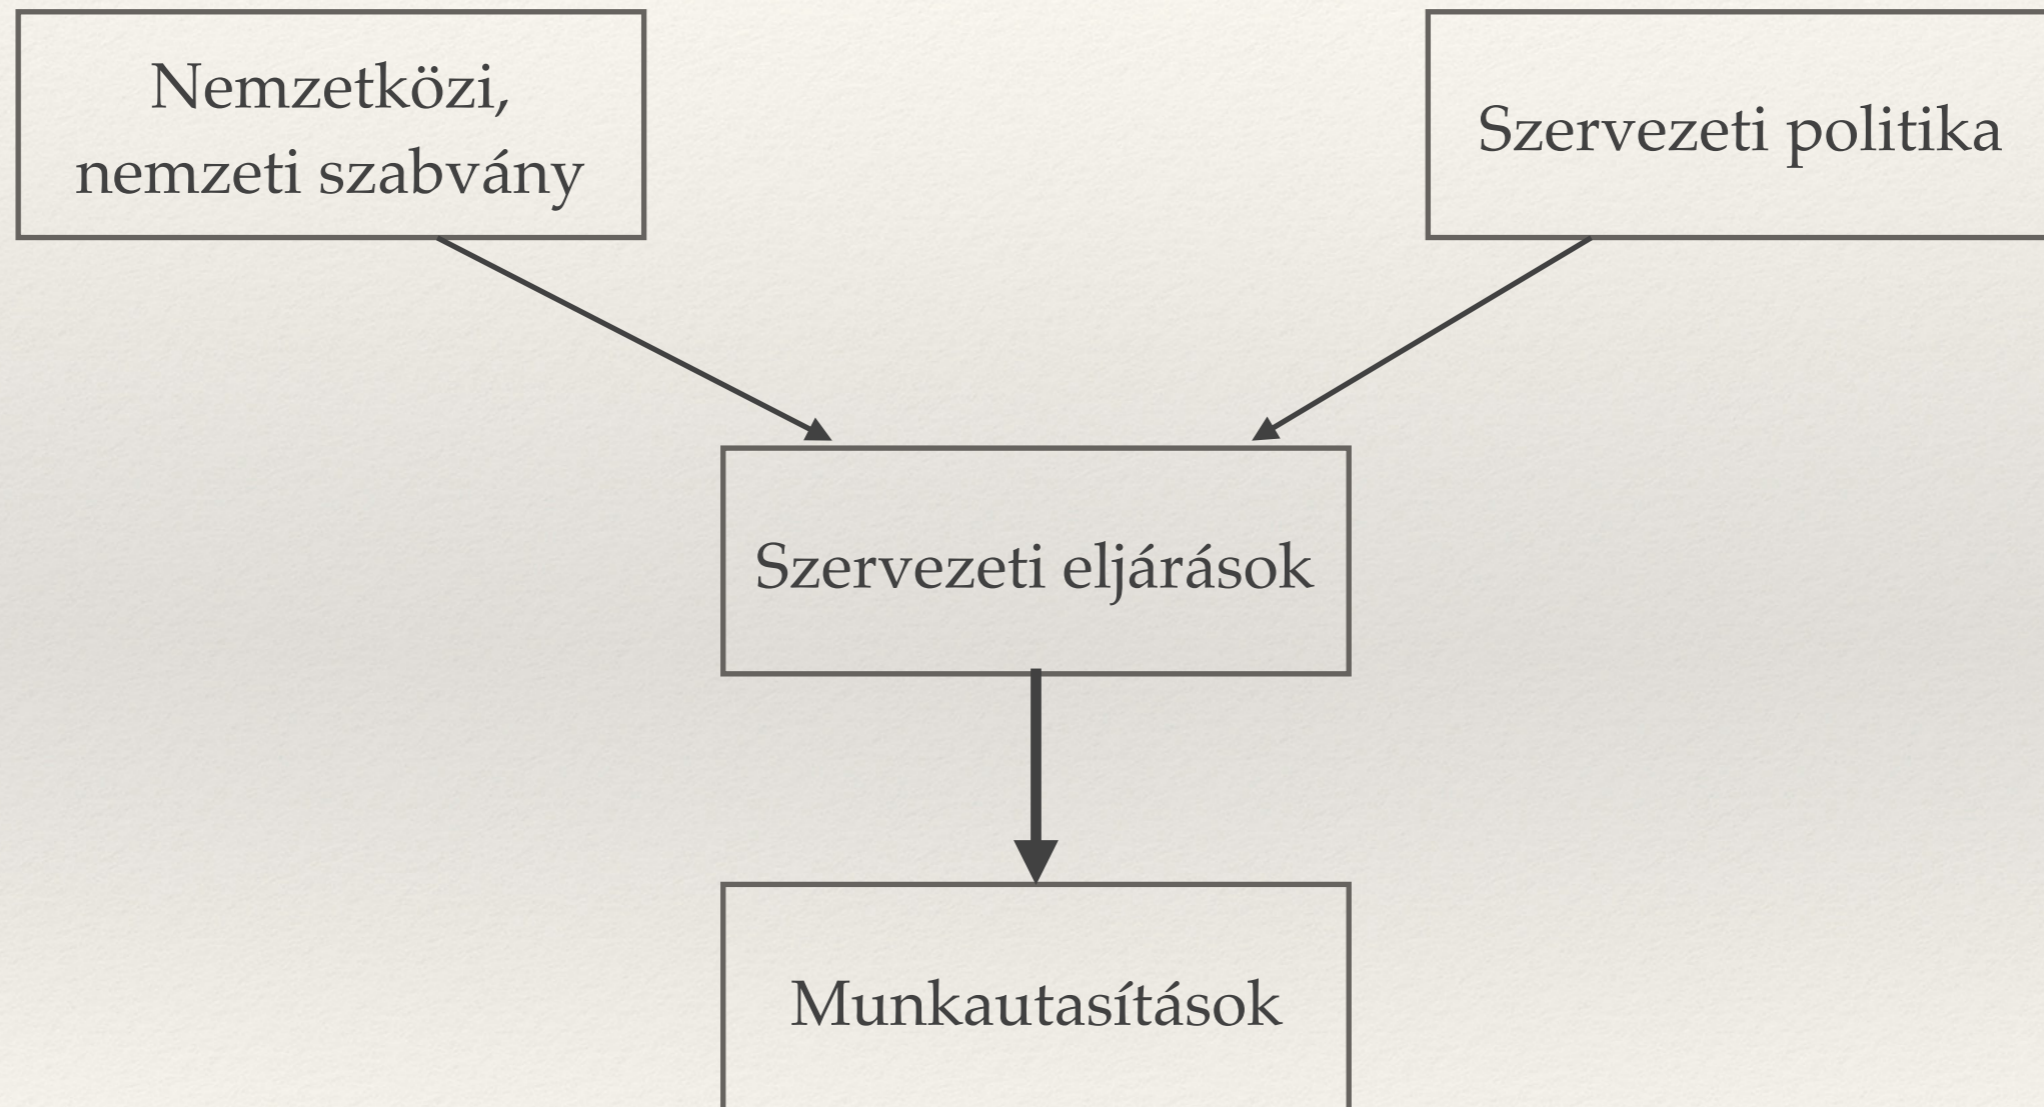 Nemzetközi,
nemzeti szabvány
Szervezeti politika
Szervezeti eljárások
Munkautasítások